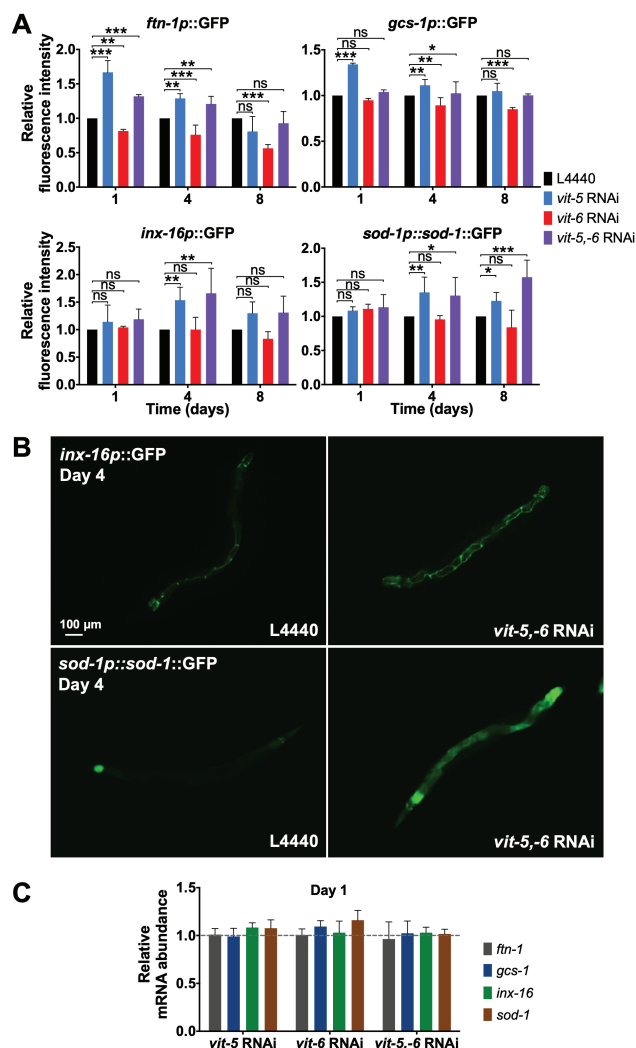 A
ftn-1p::GFP
gcs-1p::GFP
Relative
fluorescence intensity
2.0
1.5
1.0
0.5
0.0
***
**
***
**
***
**
ns
***
ns
1
4
8
1.5
1.0
0.5
0.0
ns
ns
***
*
**
**
ns
***
ns
1
4
8
L4440
vit-5 RNAi
vit-6 RNAi
vit-5,-6 RNAi
inx-16p::GFP
sod-1p::sod-1::GFP
Relative
fluorescence intensity
2.5
2.0
1.5
1.0
0.5
0.0
ns
ns
ns
**
ns
**
ns
ns
ns
1
4
8
2.0
1.5
1.0
0.5
0.0
ns
ns
ns
*
ns
**
***
ns
*
1
4
8
Time (days)
Time (days)
B
inx-16p::GFP
Day 4
100 µm
L4440
vit-5,-6 RNAi
sod-1p::sod-1::GFP
Day 4
L4440
vit-5,-6 RNAi
C
Day 1
Relative
mRNA abundance
1.5
1.0
0.5
0.0
vit-5 RNAi
vit-6 RNAi
vit-5,-6 RNAi
ftn-1
gcs-1
inx-16
sod-1